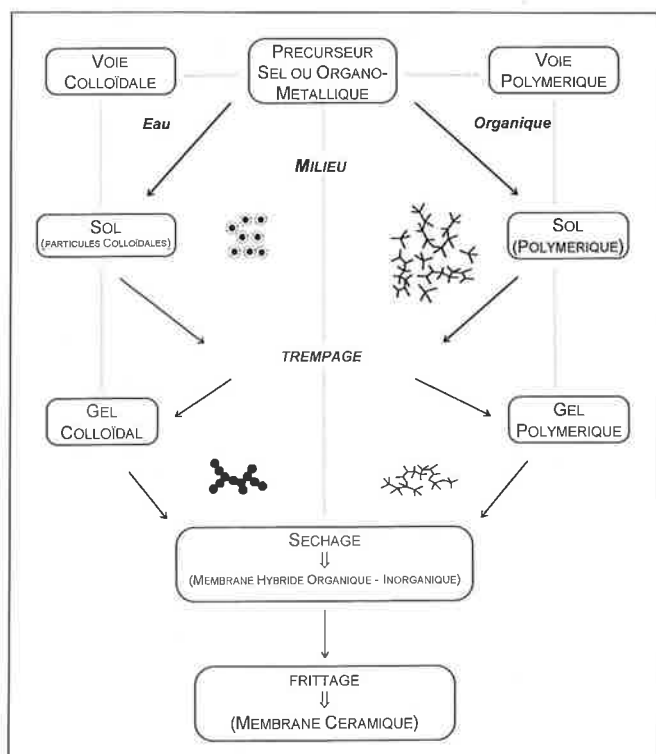 VOIE
COLLOÏDALE
PRECURSEUR
SEL OU ORGANO-
METALLIQUE
VOIE
POLYMERIQUE
Eau
Organique
MILIEU
SOL
(PARTICULES COLLOÏDALES)
SOL
(POLYMERIQUE)
TREMPAGE
GEL
COLLOÏDAL
GEL
POLYMERIQUE
SECHAGE
⇓
(MEMBRANE HYBRIDE ORGANIQUE - INORGANIQUE)
FRITTAGE
⇓
(MEMBRANE CERAMIQUE)